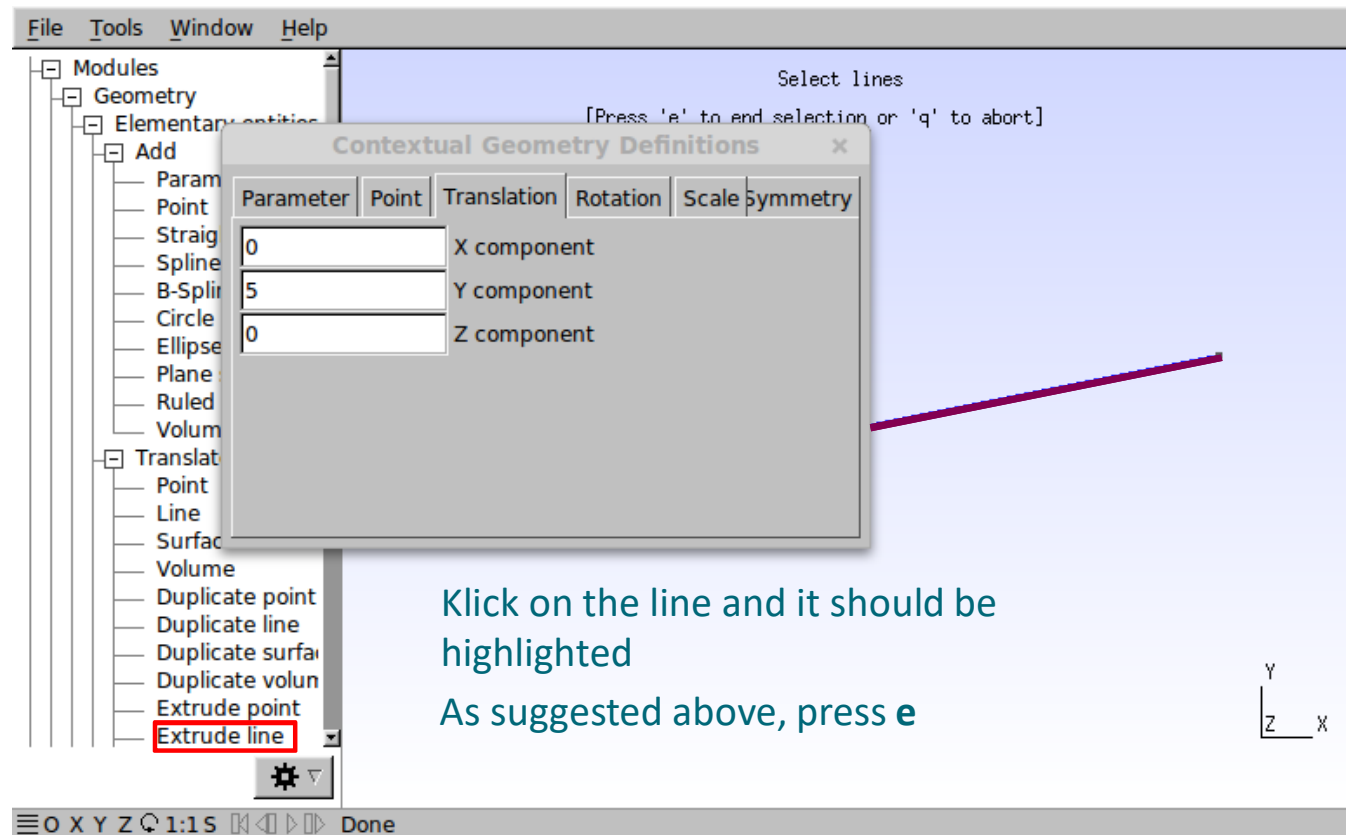 File Tools Window Help
Modules
Geometry
Elementary entities
Add
Param
Point
Straig
Spline
B-Splin
Circle
Ellipse
Plane
Ruled
Volum
Translat
Point
Line
Surfac
Volume
Duplicate point
Duplicate line
Duplicate surfa
Duplicate volum
Extrude point
Extrude line
Select lines
[Press 'e' to end selection or 'q' to abort]
Contextual Geometry Definitions ×
Parameter Point Translation Rotation Scale Symmetry
0 X component
5 Y component
0 Z component
Klick on the line and it should be
highlighted
As suggested above, press e
Y
Z X
O X Y Z 1:1 S Done